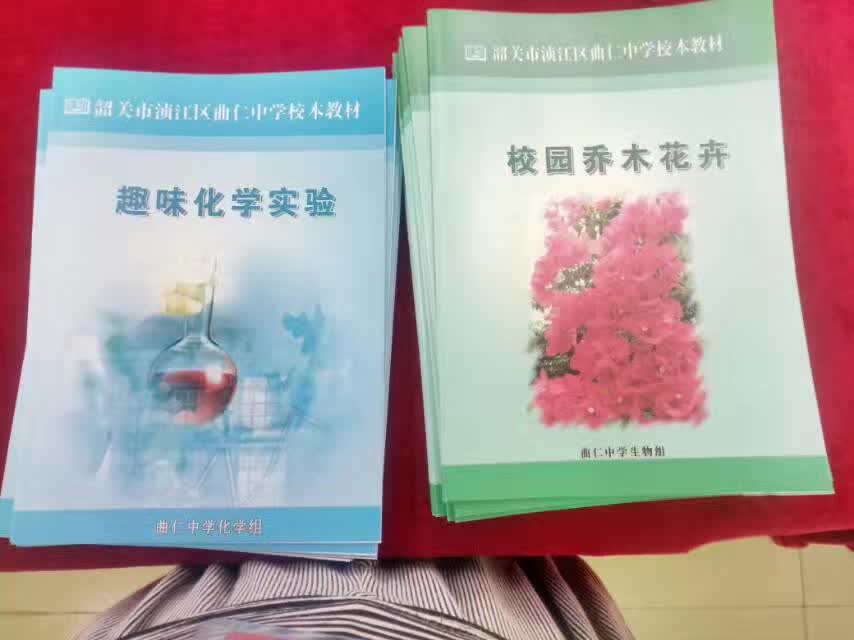 韶关市浈江区曲仁中学校本教材
趣味化学实验
曲仁中学化学组
韶关市浈江区曲仁中学校本教材
校园乔木花卉
曲仁中学生物组